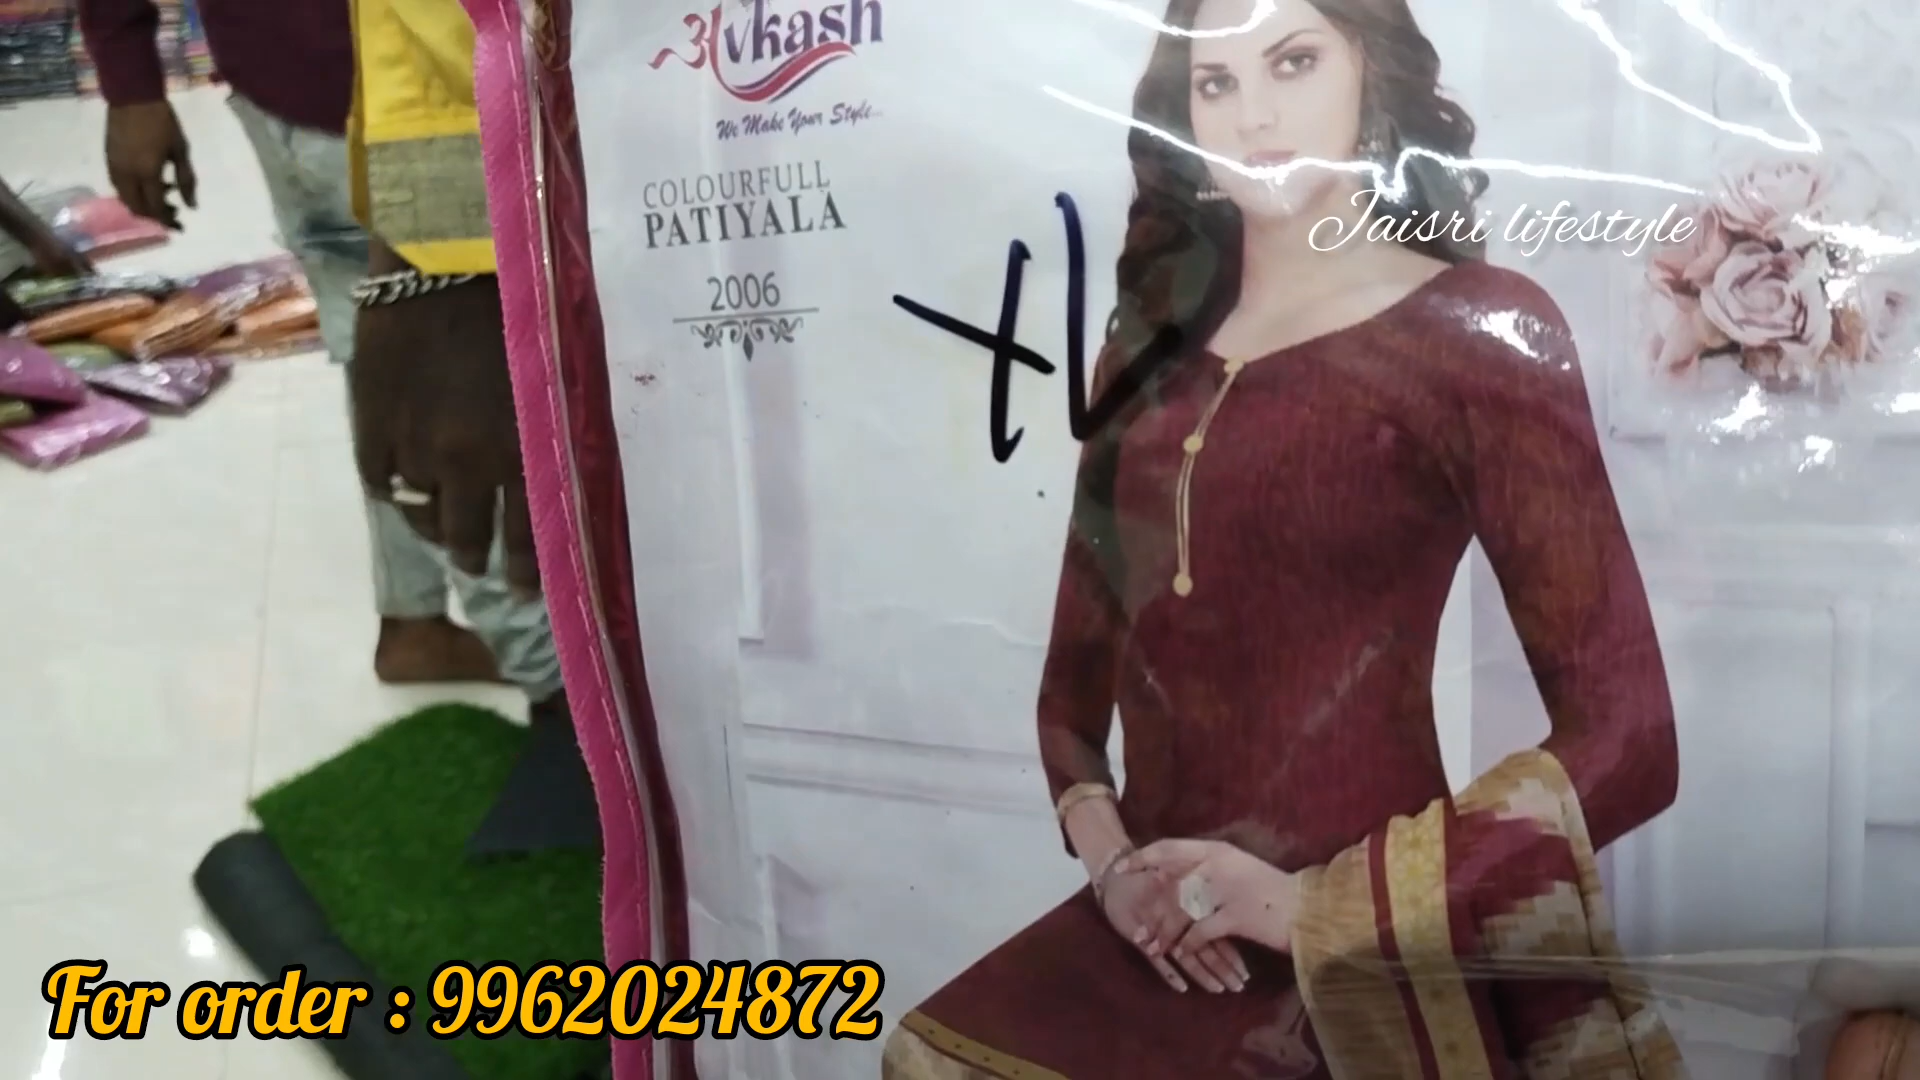 अvkash
We Make Your Style...
COLOURFULL
PATIYALA
2006
XL
Jaisri lifestyle
For order : 9962024872